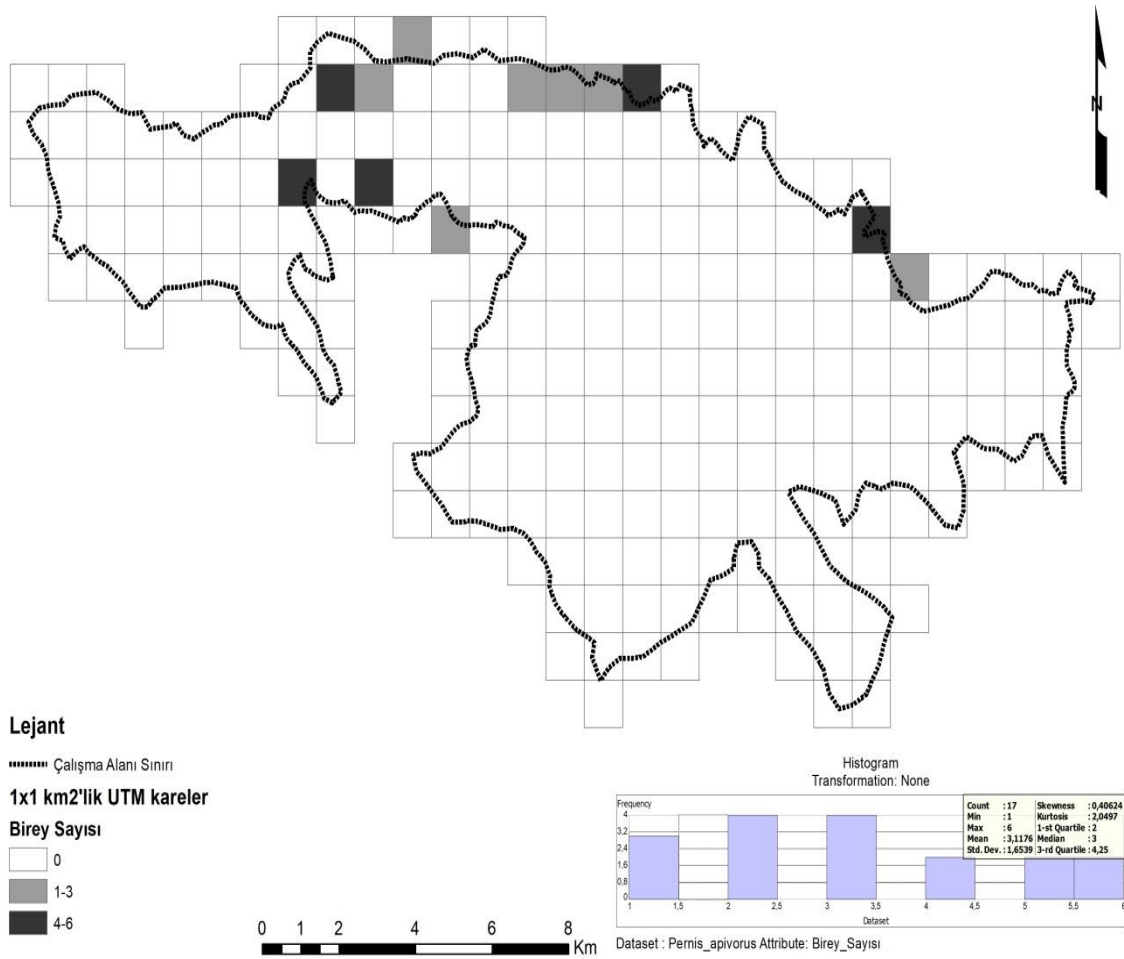 N
Lejant
Çalışma Alanı Sınırı
1x1 km2'lik UTM kareler
Birey Sayısı
0
1-3
4-6
0 1 2 4 6 8
Km
Histogram
Transformation: None
Frequency
4
3,2
2,4
1,6
0,8
0
1 1,5 2 2,5 3 3,5 4 4,5 5 5,5 6
Dataset
Count : 17 Skewness : 0,40624
Min : 1 Kurtosis : 2,0497
Max : 6 1-st Quartile : 2
Mean : 3,1176 Median : 3
Std. Dev. : 1,6539 3-rd Quartile : 4,25
Dataset : Pernis_apivorus Attribute: Birey_Sayısı